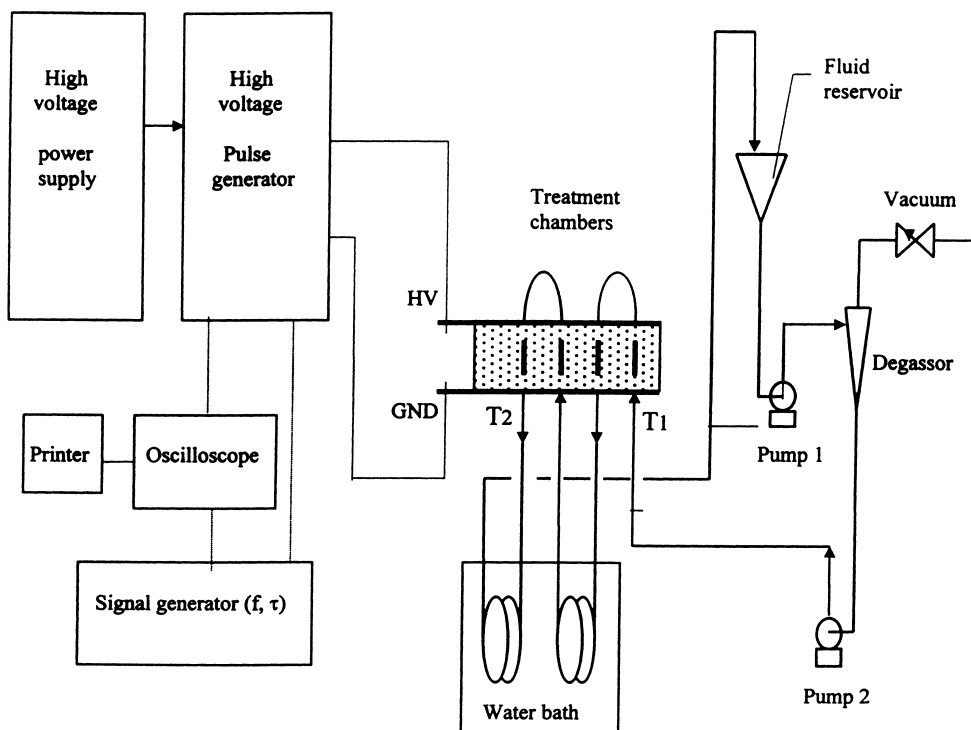 High
voltage
power
supply
High
voltage
Pulse
generator
Fluid
reservoir
Vacuum
Treatment
chambers
HV
GND
T2
T1
Degassor
Pump 1
Printer
Oscilloscope
Signal generator (f, τ)
Water bath
Pump 2